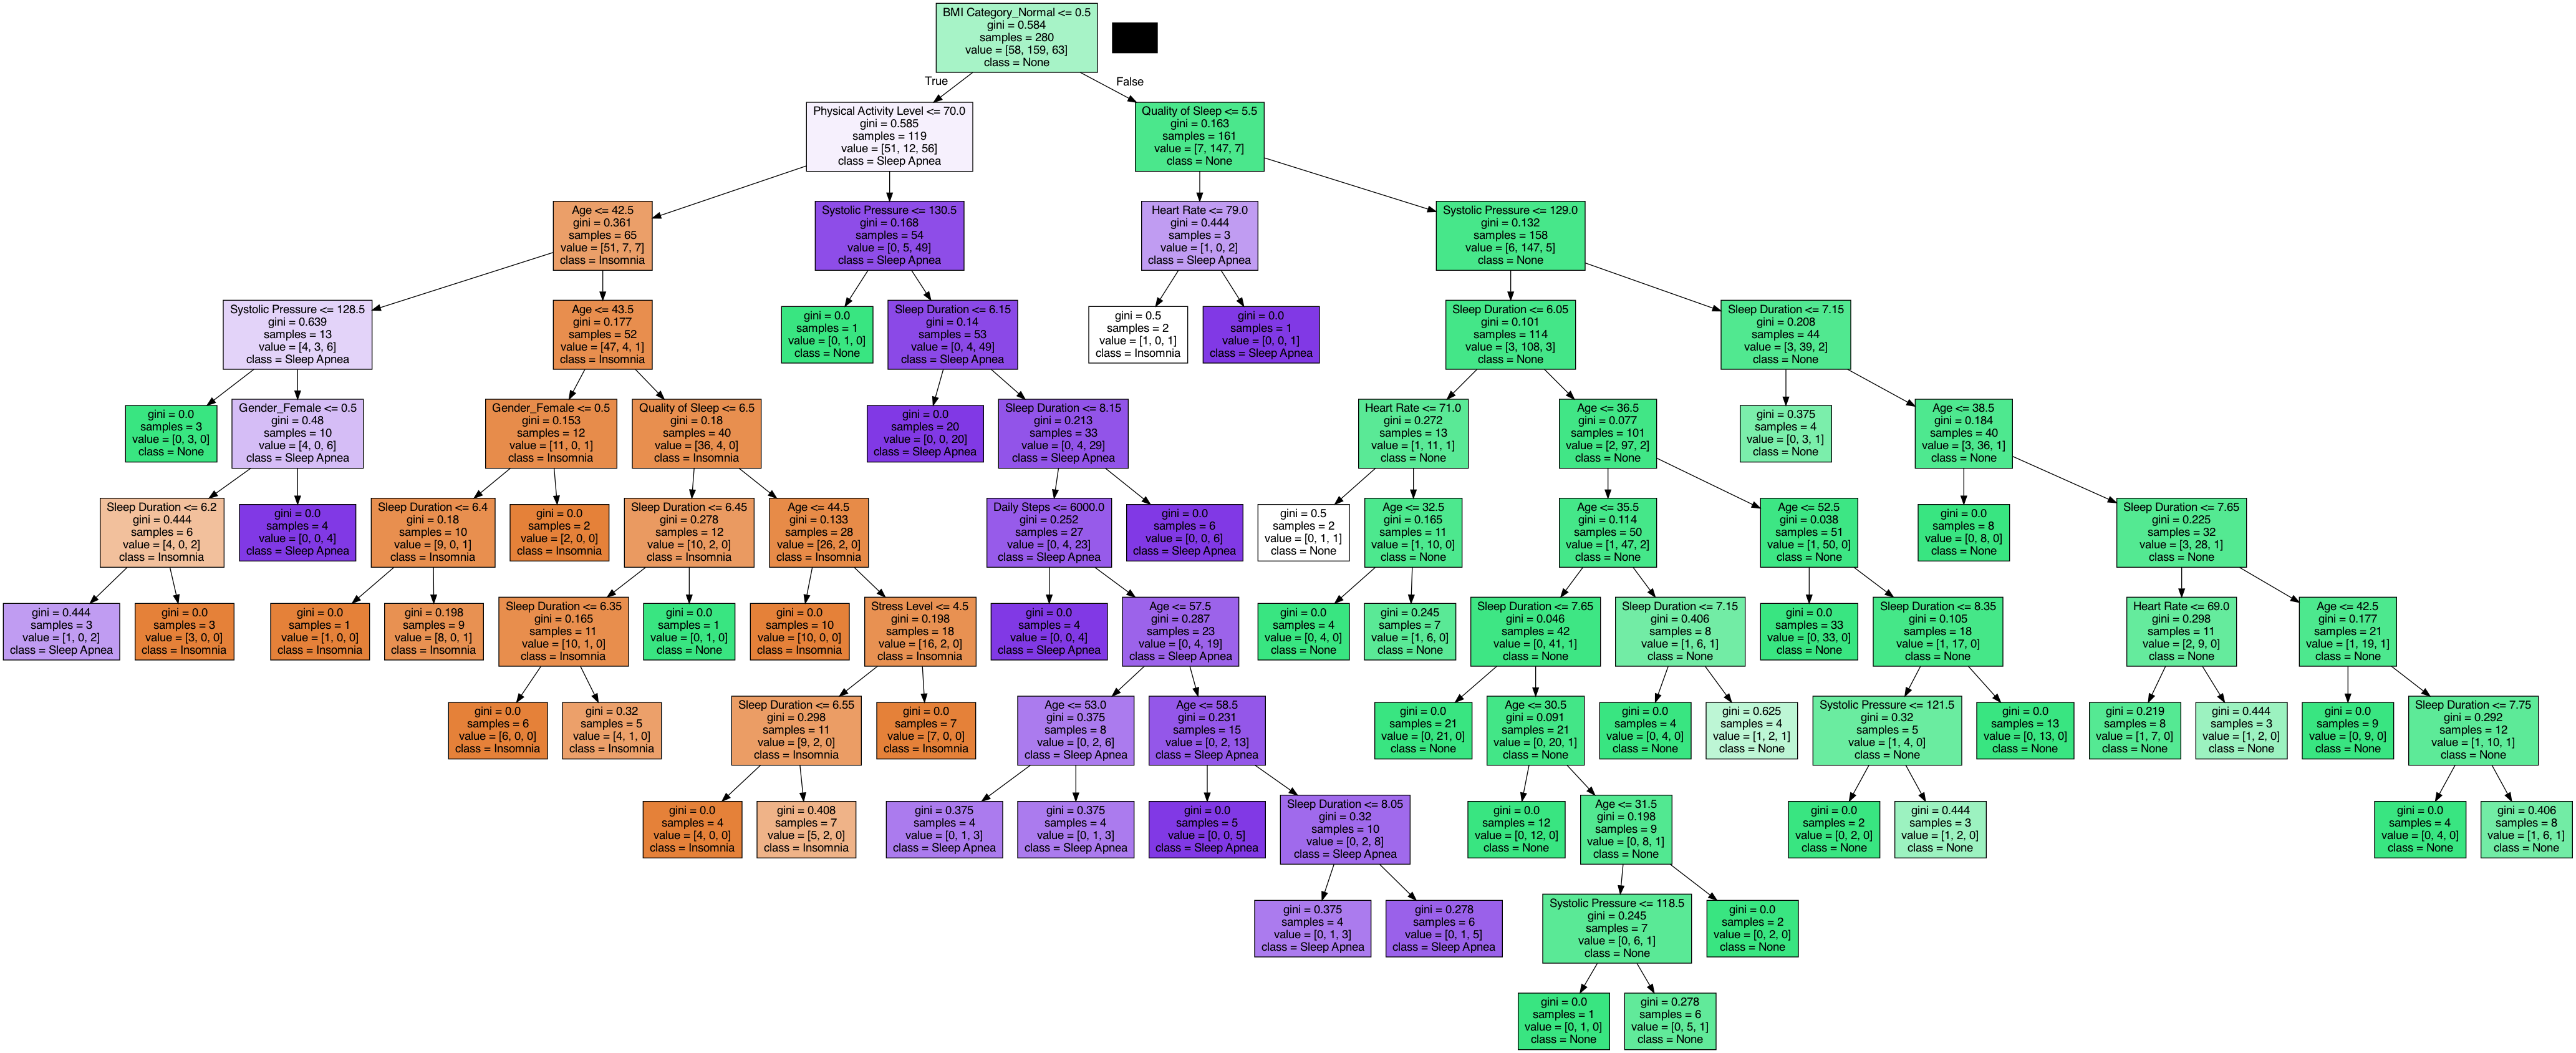 BMI Category_Normal <= 0.5
gini = 0.584
samples = 280
value = [58, 159, 63]
class = None
True
False
Physical Activity Level <= 70.0
gini = 0.585
samples = 119
value = [51, 12, 56]
class = Sleep Apnea
Quality of Sleep <= 5.5
gini = 0.163
samples = 161
value = [7, 147, 7]
class = None
Age <= 42.5
gini = 0.361
samples = 65
value = [51, 7, 7]
class = Insomnia
Systolic Pressure <= 130.5
gini = 0.168
samples = 54
value = [0, 5, 49]
class = Sleep Apnea
Heart Rate <= 79.0
gini = 0.444
samples = 3
value = [1, 0, 2]
class = Sleep Apnea
Systolic Pressure <= 129.0
gini = 0.132
samples = 158
value = [6, 147, 5]
class = None
Systolic Pressure <= 128.5
gini = 0.639
samples = 13
value = [4, 3, 6]
class = Sleep Apnea
Age <= 43.5
gini = 0.177
samples = 52
value = [47, 4, 1]
class = Insomnia
gini = 0.0
samples = 1
value = [0, 1, 0]
class = None
Sleep Duration <= 6.15
gini = 0.14
samples = 53
value = [0, 4, 49]
class = Sleep Apnea
gini = 0.5
samples = 2
value = [1, 0, 1]
class = Insomnia
gini = 0.0
samples = 1
value = [0, 0, 1]
class = Sleep Apnea
Sleep Duration <= 6.05
gini = 0.101
samples = 114
value = [3, 108, 3]
class = None
Sleep Duration <= 7.15
gini = 0.208
samples = 44
value = [3, 39, 2]
class = None
gini = 0.0
samples = 3
value = [0, 3, 0]
class = None
Gender_Female <= 0.5
gini = 0.48
samples = 10
value = [4, 0, 6]
class = Sleep Apnea
Gender_Female <= 0.5
gini = 0.153
samples = 12
value = [11, 0, 1]
class = Insomnia
Quality of Sleep <= 6.5
gini = 0.18
samples = 40
value = [36, 4, 0]
class = Insomnia
gini = 0.0
samples = 20
value = [0, 0, 20]
class = Sleep Apnea
Sleep Duration <= 8.15
gini = 0.213
samples = 33
value = [0, 4, 29]
class = Sleep Apnea
Heart Rate <= 71.0
gini = 0.272
samples = 13
value = [1, 11, 1]
class = None
Age <= 36.5
gini = 0.077
samples = 101
value = [2, 97, 2]
class = None
gini = 0.375
samples = 4
value = [0, 3, 1]
class = None
Age <= 38.5
gini = 0.184
samples = 40
value = [3, 36, 1]
class = None
Sleep Duration <= 6.2
gini = 0.444
samples = 6
value = [4, 0, 2]
class = Insomnia
gini = 0.0
samples = 4
value = [0, 0, 4]
class = Sleep Apnea
Sleep Duration <= 6.4
gini = 0.18
samples = 10
value = [9, 0, 1]
class = Insomnia
gini = 0.0
samples = 2
value = [2, 0, 0]
class = Insomnia
Sleep Duration <= 6.45
gini = 0.278
samples = 12
value = [10, 2, 0]
class = Insomnia
Age <= 44.5
gini = 0.133
samples = 28
value = [26, 2, 0]
class = Insomnia
Daily Steps <= 6000.0
gini = 0.252
samples = 27
value = [0, 4, 23]
class = Sleep Apnea
gini = 0.0
samples = 6
value = [0, 0, 6]
class = Sleep Apnea
gini = 0.5
samples = 2
value = [0, 1, 1]
class = None
Age <= 32.5
gini = 0.165
samples = 11
value = [1, 10, 0]
class = None
Age <= 35.5
gini = 0.114
samples = 50
value = [1, 47, 2]
class = None
Age <= 52.5
gini = 0.038
samples = 51
value = [1, 50, 0]
class = None
gini = 0.0
samples = 8
value = [0, 8, 0]
class = None
Sleep Duration <= 7.65
gini = 0.225
samples = 32
value = [3, 28, 1]
class = None
gini = 0.444
samples = 3
value = [1, 0, 2]
class = Sleep Apnea
gini = 0.0
samples = 3
value = [3, 0, 0]
class = Insomnia
gini = 0.0
samples = 1
value = [1, 0, 0]
class = Insomnia
gini = 0.198
samples = 9
value = [8, 0, 1]
class = Insomnia
Sleep Duration <= 6.35
gini = 0.165
samples = 11
value = [10, 1, 0]
class = Insomnia
gini = 0.0
samples = 1
value = [0, 1, 0]
class = None
gini = 0.0
samples = 10
value = [10, 0, 0]
class = Insomnia
Stress Level <= 4.5
gini = 0.198
samples = 18
value = [16, 2, 0]
class = Insomnia
gini = 0.0
samples = 4
value = [0, 0, 4]
class = Sleep Apnea
Age <= 57.5
gini = 0.287
samples = 23
value = [0, 4, 19]
class = Sleep Apnea
gini = 0.0
samples = 4
value = [0, 4, 0]
class = None
gini = 0.245
samples = 7
value = [1, 6, 0]
class = None
Sleep Duration <= 7.65
gini = 0.046
samples = 42
value = [0, 41, 1]
class = None
Sleep Duration <= 7.15
gini = 0.406
samples = 8
value = [1, 6, 1]
class = None
gini = 0.0
samples = 33
value = [0, 33, 0]
class = None
Sleep Duration <= 8.35
gini = 0.105
samples = 18
value = [1, 17, 0]
class = None
Heart Rate <= 69.0
gini = 0.298
samples = 11
value = [2, 9, 0]
class = None
Age <= 42.5
gini = 0.177
samples = 21
value = [1, 19, 1]
class = None
gini = 0.0
samples = 6
value = [6, 0, 0]
class = Insomnia
gini = 0.32
samples = 5
value = [4, 1, 0]
class = Insomnia
Sleep Duration <= 6.55
gini = 0.298
samples = 11
value = [9, 2, 0]
class = Insomnia
gini = 0.0
samples = 7
value = [7, 0, 0]
class = Insomnia
Age <= 53.0
gini = 0.375
samples = 8
value = [0, 2, 6]
class = Sleep Apnea
Age <= 58.5
gini = 0.231
samples = 15
value = [0, 2, 13]
class = Sleep Apnea
gini = 0.0
samples = 21
value = [0, 21, 0]
class = None
Age <= 30.5
gini = 0.091
samples = 21
value = [0, 20, 1]
class = None
gini = 0.0
samples = 4
value = [0, 4, 0]
class = None
gini = 0.625
samples = 4
value = [1, 2, 1]
class = None
Systolic Pressure <= 121.5
gini = 0.32
samples = 5
value = [1, 4, 0]
class = None
gini = 0.0
samples = 13
value = [0, 13, 0]
class = None
gini = 0.219
samples = 8
value = [1, 7, 0]
class = None
gini = 0.444
samples = 3
value = [1, 2, 0]
class = None
gini = 0.0
samples = 9
value = [0, 9, 0]
class = None
Sleep Duration <= 7.75
gini = 0.292
samples = 12
value = [1, 10, 1]
class = None
gini = 0.0
samples = 4
value = [4, 0, 0]
class = Insomnia
gini = 0.408
samples = 7
value = [5, 2, 0]
class = Insomnia
gini = 0.375
samples = 4
value = [0, 1, 3]
class = Sleep Apnea
gini = 0.375
samples = 4
value = [0, 1, 3]
class = Sleep Apnea
gini = 0.0
samples = 5
value = [0, 0, 5]
class = Sleep Apnea
Sleep Duration <= 8.05
gini = 0.32
samples = 10
value = [0, 2, 8]
class = Sleep Apnea
gini = 0.0
samples = 12
value = [0, 12, 0]
class = None
Age <= 31.5
gini = 0.198
samples = 9
value = [0, 8, 1]
class = None
gini = 0.0
samples = 2
value = [0, 2, 0]
class = None
gini = 0.444
samples = 3
value = [1, 2, 0]
class = None
gini = 0.0
samples = 4
value = [0, 4, 0]
class = None
gini = 0.406
samples = 8
value = [1, 6, 1]
class = None
gini = 0.375
samples = 4
value = [0, 1, 3]
class = Sleep Apnea
gini = 0.278
samples = 6
value = [0, 1, 5]
class = Sleep Apnea
Systolic Pressure <= 118.5
gini = 0.245
samples = 7
value = [0, 6, 1]
class = None
gini = 0.0
samples = 2
value = [0, 2, 0]
class = None
gini = 0.0
samples = 1
value = [0, 1, 0]
class = None
gini = 0.278
samples = 6
value = [0, 5, 1]
class = None